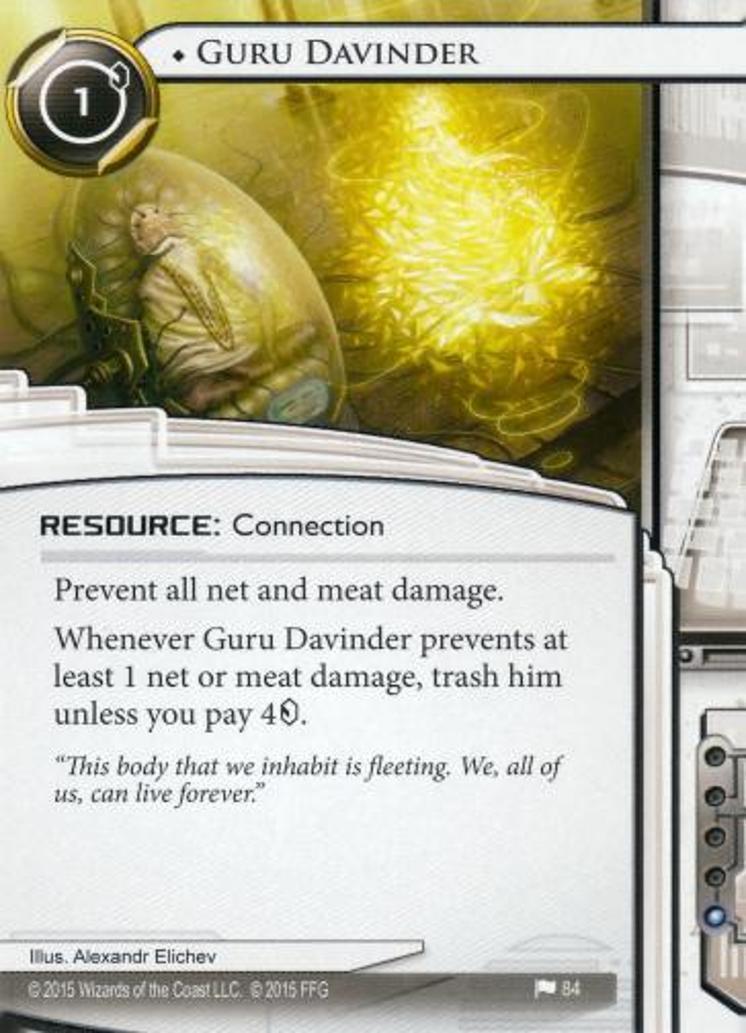 ◆ GURU DAVINDER
1
RESOURCE: Connection
Prevent all net and meat damage.
Whenever Guru Davinder prevents at
least 1 net or meat damage, trash him
unless you pay 4.
“This body that we inhabit is fleeting. We, all of
us, can live forever.”
Illus. Alexandr Elichev
© 2015 Wizards of the Coast LLC. © 2015 FFG 84